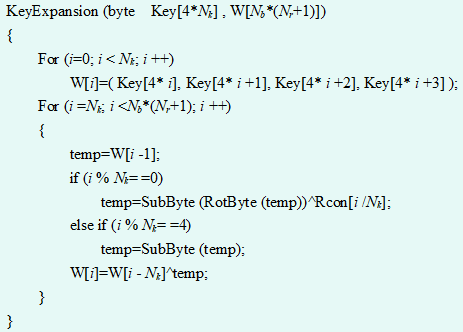 KeyExpansion (byte Key[4*Nk] , W[Nb*(Nr+1)])
{
For (i=0; i < Nk; i ++)
W[i]=( Key[4* i], Key[4* i +1], Key[4* i +2], Key[4* i +3] );
For (i =Nk; i <Nb*(Nr+1); i ++)
{
temp=W[i -1];
if (i % Nk= =0)
temp=SubByte (RotByte (temp))^Rcon[i /Nk];
else if (i % Nk= =4)
temp=SubByte (temp);
W[i]=W[i - Nk]^temp;
}
}